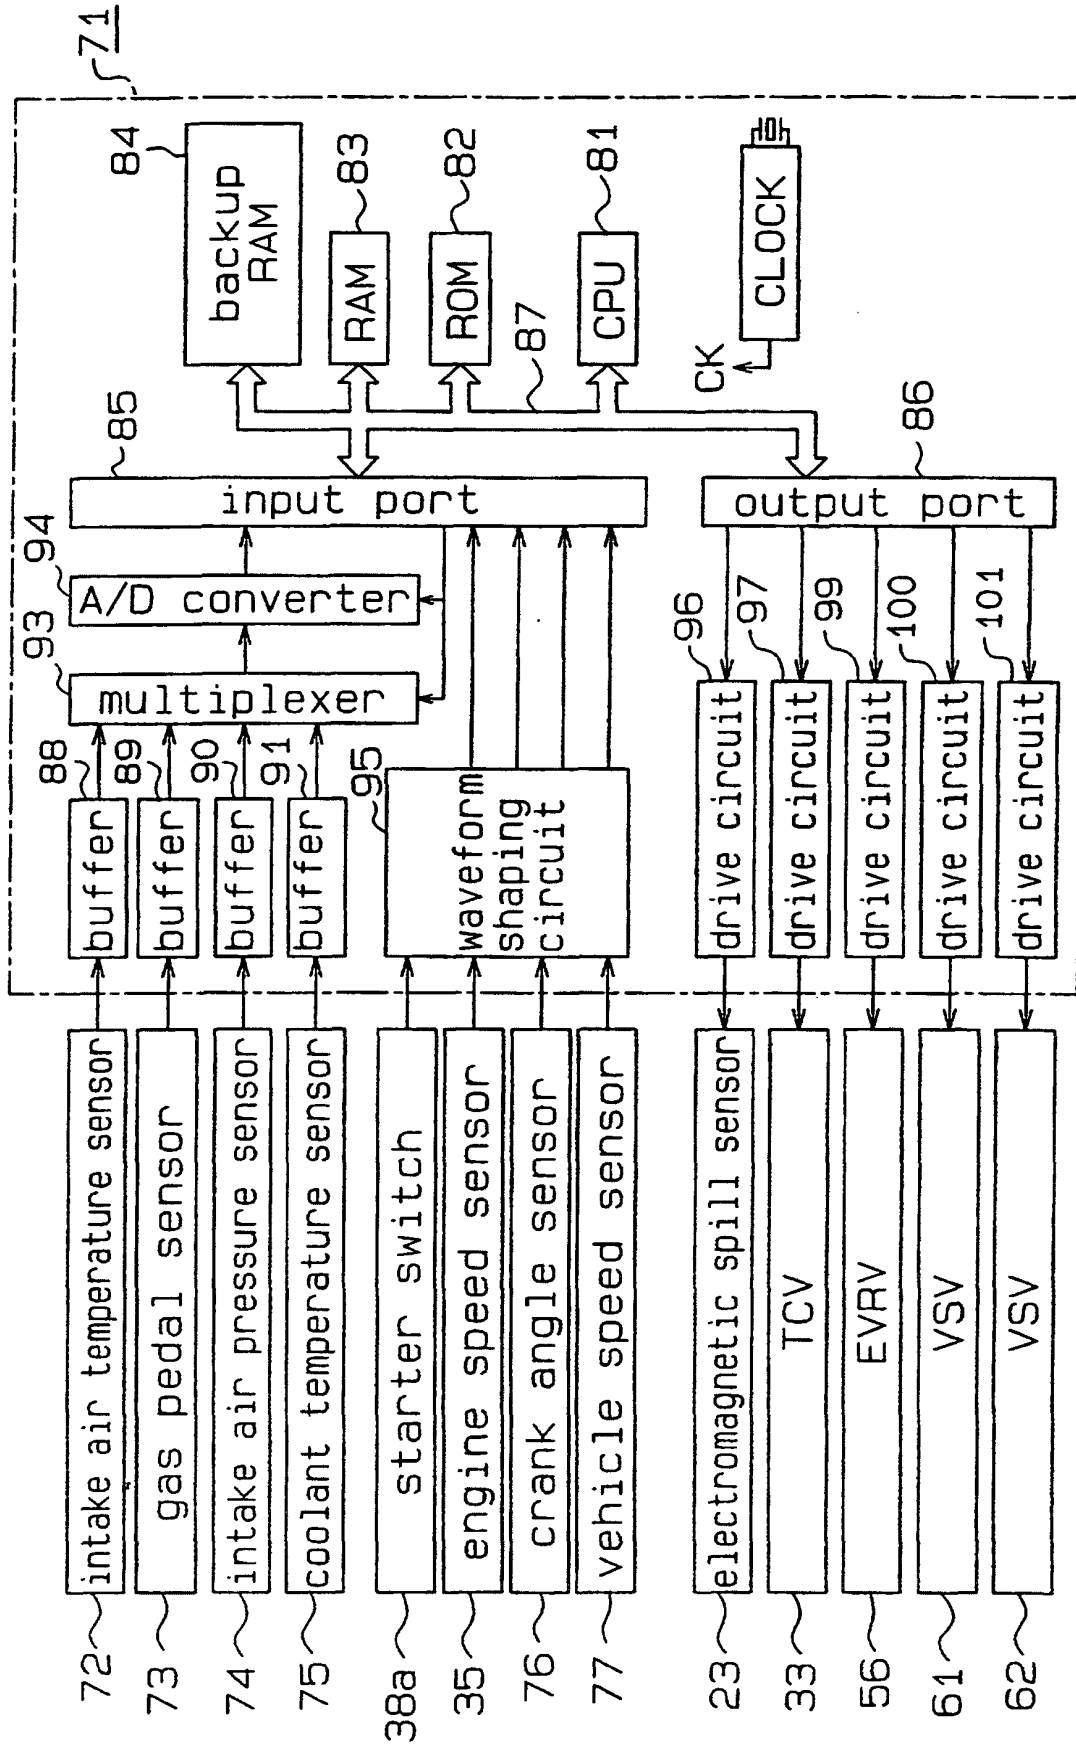 71
84
backup
RAM
83
RAM
82
ROM
81
CPU
CLOCK
CK
87
85
input port
86
output port
94
A/D converter
93
multiplexer
88
buffer
89
buffer
90
buffer
91
buffer
95
waveform
shaping
circuit
96
drive circuit
97
drive circuit
99
drive circuit
100
drive circuit
101
drive circuit
72
intake air temperature sensor
73
gas pedal sensor
74
intake air pressure sensor
75
coolant temperature sensor
38a
starter switch
35
engine speed sensor
76
crank angle sensor
77
vehicle speed sensor
23
electromagnetic spill sensor
33
TCV
56
EVRV
61
VSV
62
VSV